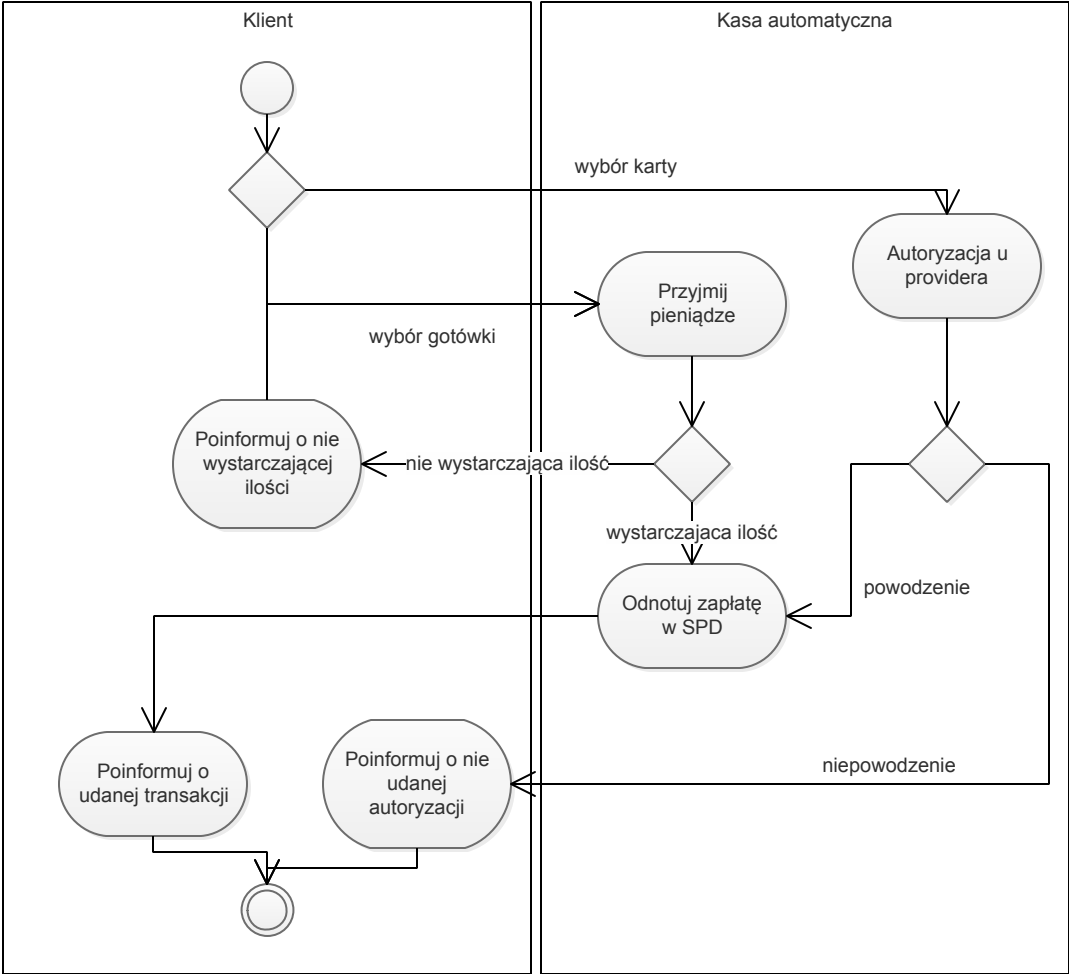 Klient
Kasa automatyczna
wybór karty
Autoryzacja u
providera
Przyjmij
pieniądze
wybór gotówki
Poinformuj o nie
wystarczającej
ilości
nie wystarczająca ilość
wystarczajaca ilość
powodzenie
Odnotuj zapłatę
w SPD
niepowodzenie
Poinformuj o
udanej transakcji
Poinformuj o nie
udanej
autoryzacji